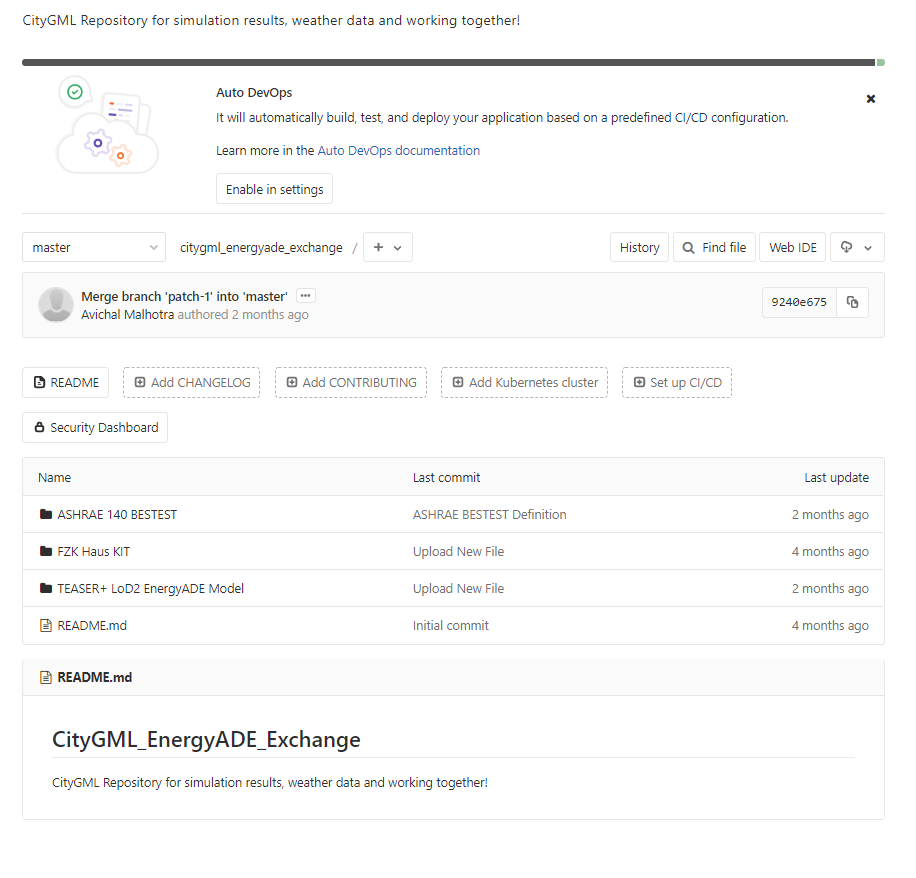 CityGML Repository for simulation results, weather data and working together!
Auto DevOps
It will automatically build, test, and deploy your application based on a predefined CI/CD configuration.
Learn more in the Auto DevOps documentation
Enable in settings
master citygml_energyade_exchange / + History Find file Web IDE
Merge branch 'patch-1' into 'master' ...
Avichal Malhotra authored 2 months ago
9240e675
README Add CHANGELOG Add CONTRIBUTING Add Kubernetes cluster Set up CI/CD
Security Dashboard
Name Last commit Last update
ASHRAE 140 BESTEST ASHRAE BESTEST Definition 2 months ago
FZK Haus KIT Upload New File 4 months ago
TEASER+ LoD2 EnergyADE Model Upload New File 2 months ago
README.md Initial commit 4 months ago
README.md
CityGML_EnergyADE_Exchange
CityGML Repository for simulation results, weather data and working together!